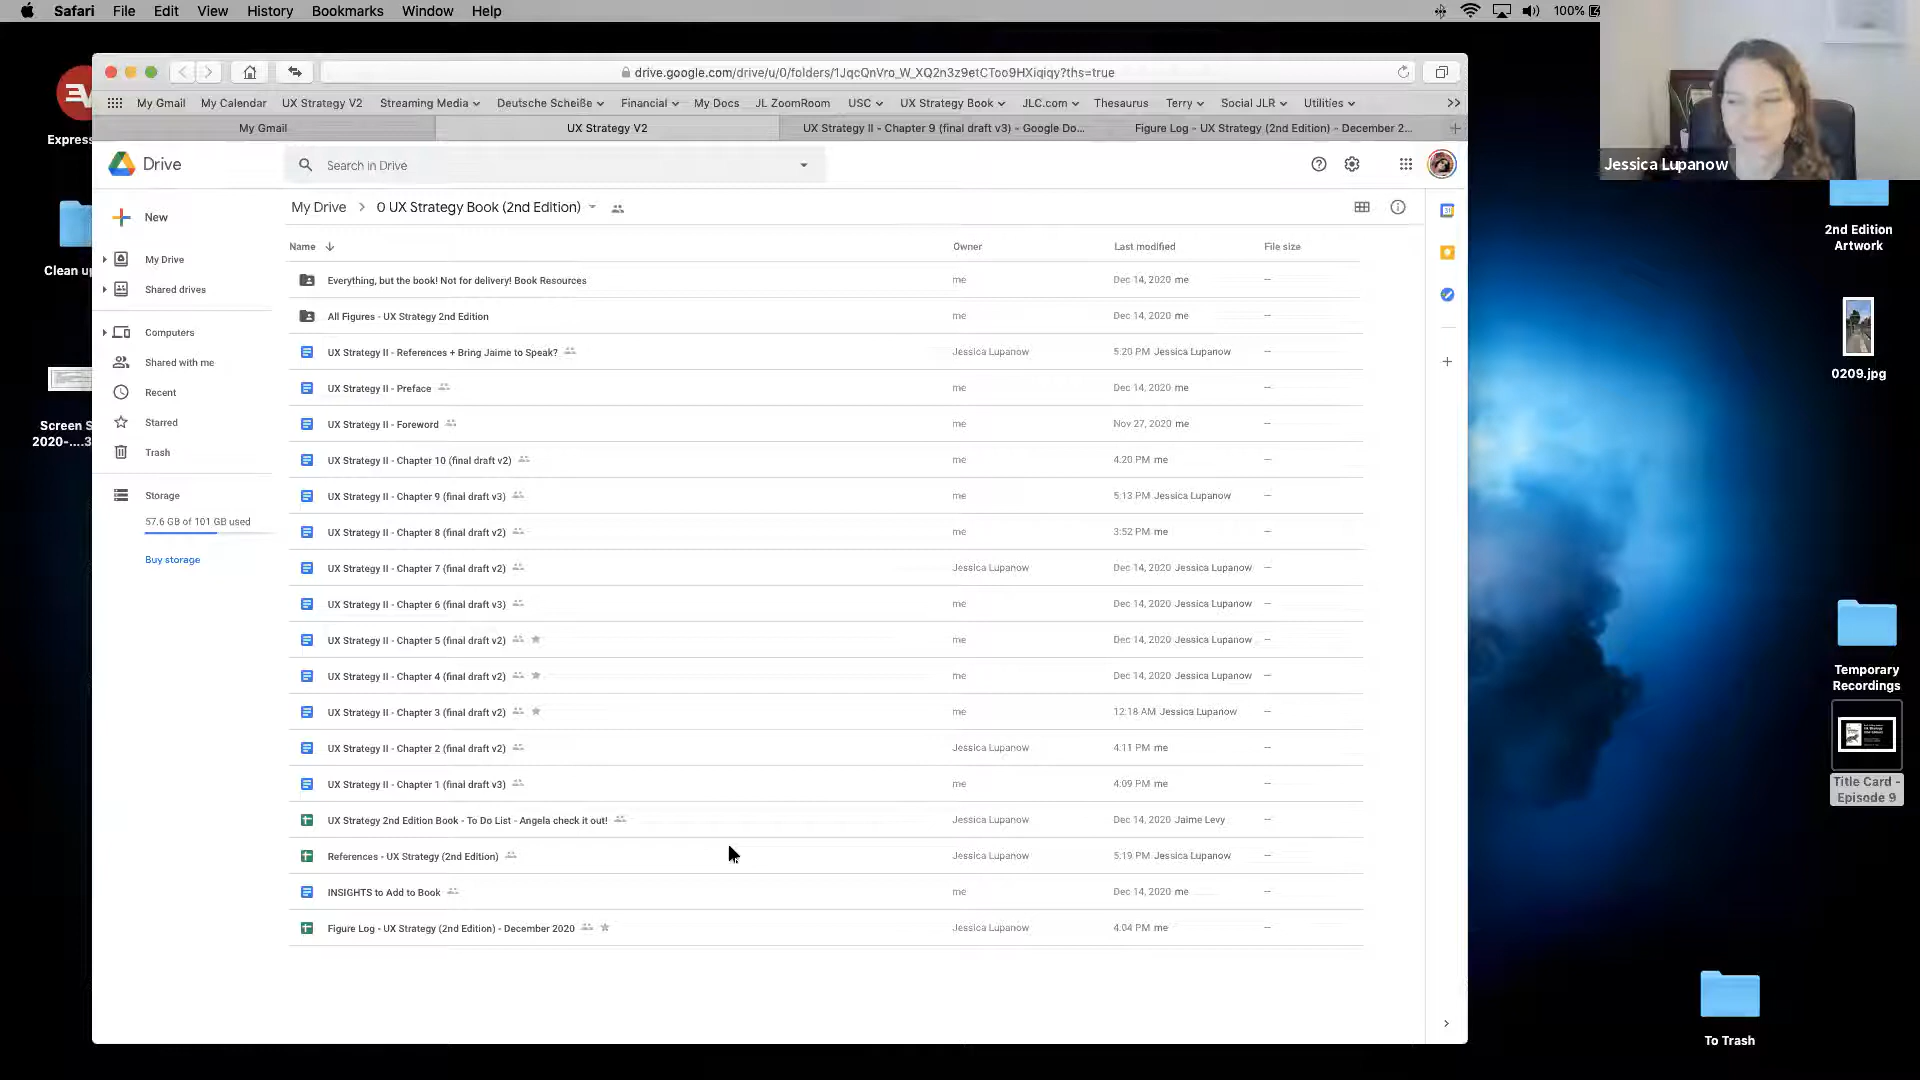 Safari File Edit View History Bookmarks Window Help
100%
Jessica Lupanow
drive.google.com/drive/u/0/folders/1JqcQnVro_W_XQ2n3z9etCToo9HXiqiqy?ths=true
My Gmail My Calendar UX Strategy V2 Streaming Media Deutsche Scheiße Financial My Docs JL ZoomRoom USC UX Strategy Book JLC.com Thesaurus Terry Social JLR Utilities
My Gmail
UX Strategy V2
UX Strategy II - Chapter 9 (final draft v3) - Google Do...
Figure Log - UX Strategy (2nd Edition) - December 2...
Drive
Search in Drive
New
My Drive
Shared drives
Computers
Shared with me
Recent
Starred
Trash
Storage
57.6 GB of 101 GB used
Buy storage
My Drive > 0 UX Strategy Book (2nd Edition)
Name Owner Last modified File size
Everything, but the book! Not for delivery! Book Resources me Dec 14, 2020 me –
All Figures - UX Strategy 2nd Edition me Dec 14, 2020 me –
UX Strategy II - References + Bring Jaime to Speak? Jessica Lupanow 5:20 PM Jessica Lupanow –
UX Strategy II - Preface me Dec 14, 2020 me –
UX Strategy II - Foreword me Nov 27, 2020 me –
UX Strategy II - Chapter 10 (final draft v2) me 4:20 PM me –
UX Strategy II - Chapter 9 (final draft v3) me 5:13 PM Jessica Lupanow –
UX Strategy II - Chapter 8 (final draft v2) me 3:52 PM me –
UX Strategy II - Chapter 7 (final draft v2) Jessica Lupanow Dec 14, 2020 Jessica Lupanow –
UX Strategy II - Chapter 6 (final draft v3) me Dec 14, 2020 Jessica Lupanow –
UX Strategy II - Chapter 5 (final draft v2) me Dec 14, 2020 Jessica Lupanow –
UX Strategy II - Chapter 4 (final draft v2) me Dec 14, 2020 Jessica Lupanow –
UX Strategy II - Chapter 3 (final draft v2) me 12:18 AM Jessica Lupanow –
UX Strategy II - Chapter 2 (final draft v2) Jessica Lupanow 4:11 PM me –
UX Strategy II - Chapter 1 (final draft v3) me 4:09 PM me –
UX Strategy 2nd Edition Book - To Do List - Angela check it out! Jessica Lupanow Dec 14, 2020 Jaime Levy –
References - UX Strategy (2nd Edition) Jessica Lupanow 5:19 PM Jessica Lupanow –
INSIGHTS to Add to Book me Dec 14, 2020 me –
Figure Log - UX Strategy (2nd Edition) - December 2020 Jessica Lupanow 4:04 PM me –
Express
Clean up
Screen S
2020-....3
2nd Edition
Artwork
0209.jpg
Temporary
Recordings
Title Card -
Episode 9
To Trash